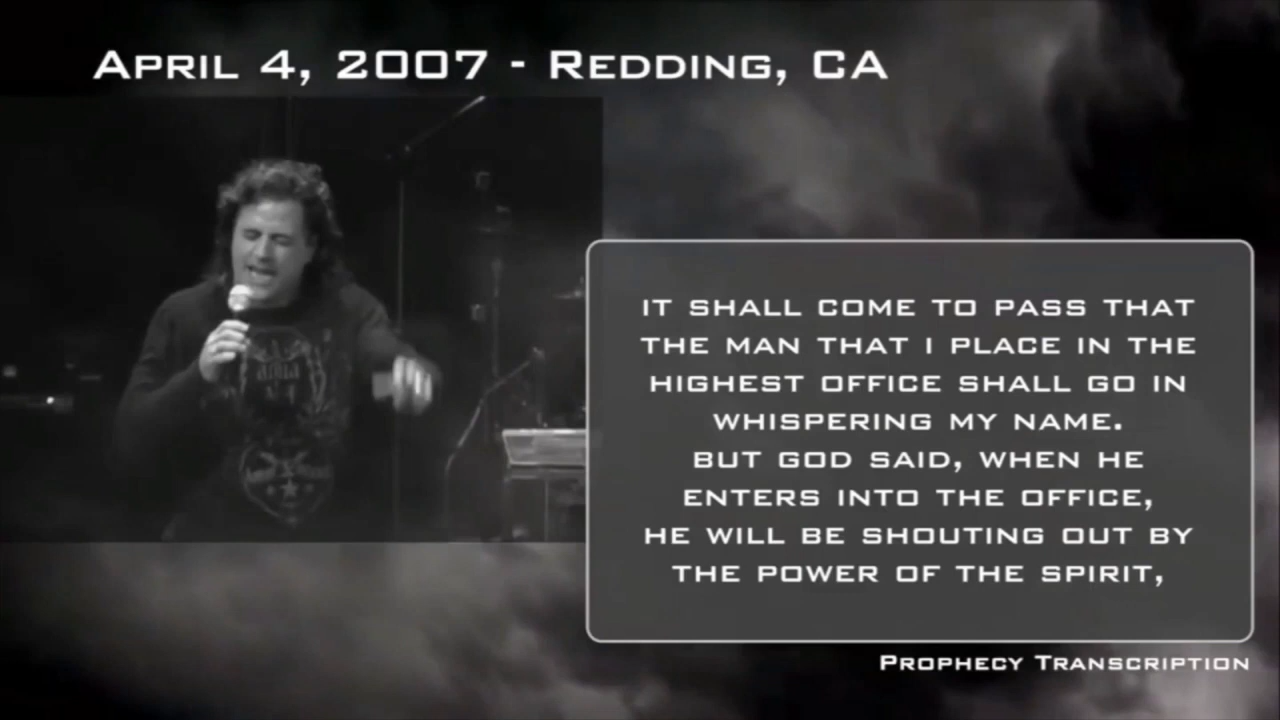 APRIL 4, 2007 - REDDING, CA
IT SHALL COME TO PASS THAT
THE MAN THAT I PLACE IN THE
HIGHEST OFFICE SHALL GO IN
WHISPERING MY NAME.
BUT GOD SAID, WHEN HE
ENTERS INTO THE OFFICE,
HE WILL BE SHOUTING OUT BY
THE POWER OF THE SPIRIT,
PROPHECY TRANSCRIPTION